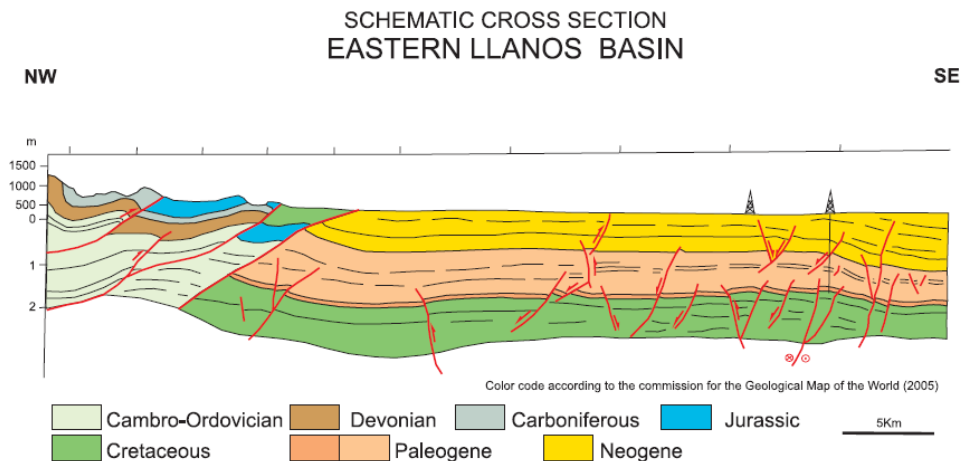 SCHEMATIC CROSS SECTION
EASTERN LLANOS BASIN
NW
SE
m
1500
1000
500
0
1
2
Color code according to the commission for the Geological Map of the World (2005)
Cambro-Ordovician
Devonian
Carboniferous
Jurassic
5Km
Cretaceous
Paleogene
Neogene